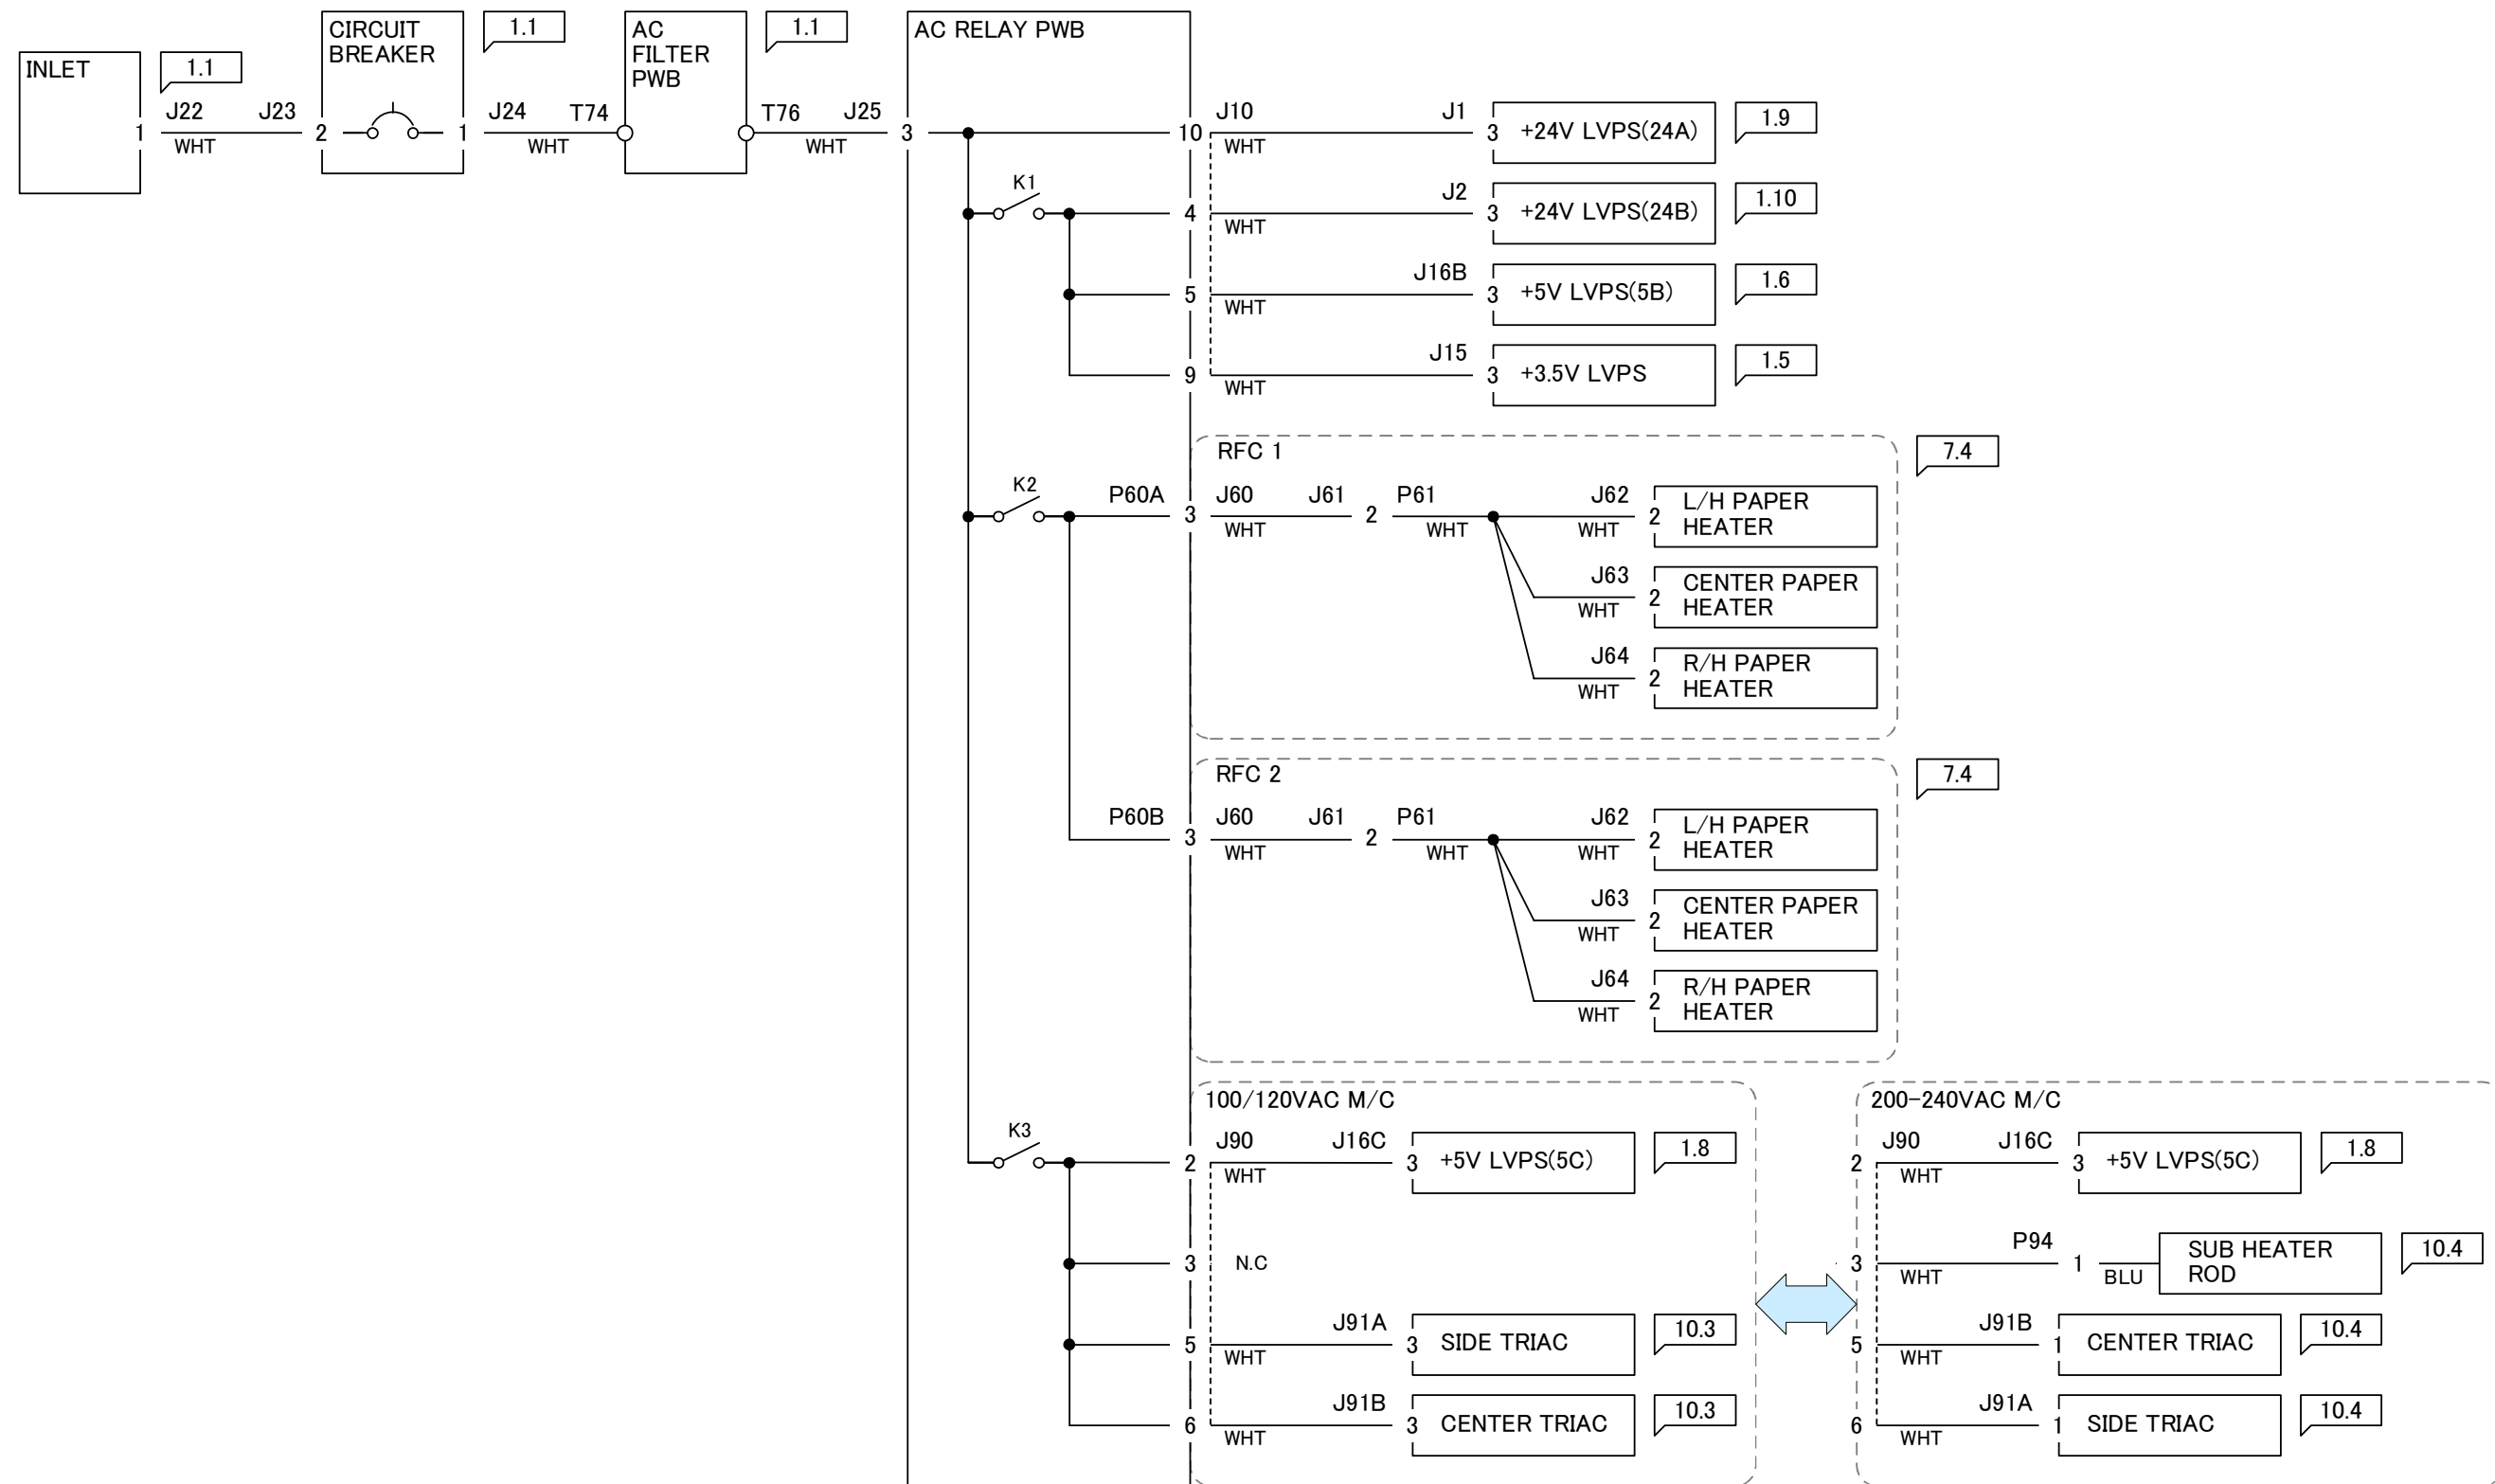 INLET
1.1
CIRCUIT
BREAKER
1.1
AC
FILTER
PWB
1.1
AC RELAY PWB
1
J22
WHT
J23
2
1
J24
WHT
T74
T76
WHT
J25
3
10
J10
WHT
J1
3
+24V LVPS(24A)
1.9
K1
4
WHT
J2
3
+24V LVPS(24B)
1.10
5
WHT
J16B
3
+5V LVPS(5B)
1.6
9
WHT
J15
3
+3.5V LVPS
1.5
RFC 1
7.4
K2
P60A
3
J60
WHT
J61
2
P61
WHT
J62
WHT
2
L/H PAPER
HEATER
J63
WHT
2
CENTER PAPER
HEATER
J64
WHT
2
R/H PAPER
HEATER
RFC 2
7.4
P60B
3
J60
WHT
J61
2
P61
WHT
J62
WHT
2
L/H PAPER
HEATER
J63
WHT
2
CENTER PAPER
HEATER
J64
WHT
2
R/H PAPER
HEATER
100/120VAC M/C
K3
2
J90
WHT
J16C
3
+5V LVPS(5C)
1.8
3
N.C
5
WHT
J91A
3
SIDE TRIAC
10.3
6
WHT
J91B
3
CENTER TRIAC
10.3
200-240VAC M/C
2
J90
WHT
J16C
3
+5V LVPS(5C)
1.8
3
WHT
P94
1
BLU
SUB HEATER
ROD
10.4
5
WHT
J91B
1
CENTER TRIAC
10.4
6
WHT
J91A
1
SIDE TRIAC
10.4